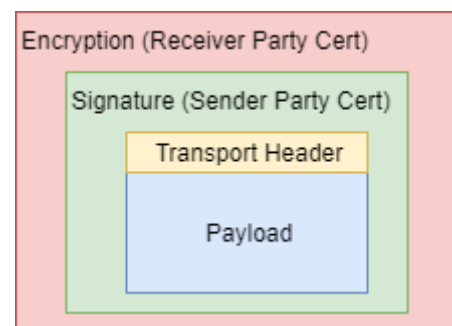 Encryption (Receiver Party Cert)
Signature (Sender Party Cert)
Transport Header
Payload